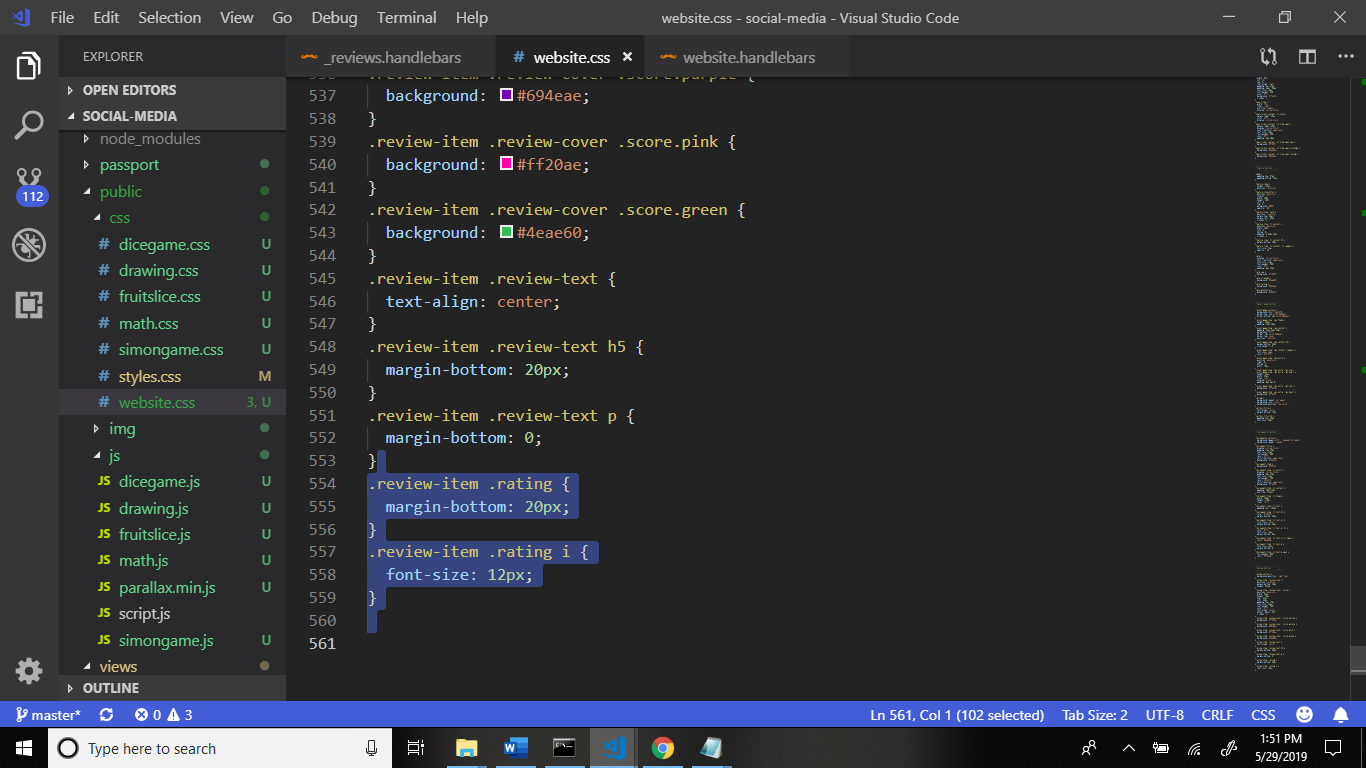 File Edit Selection View Go Debug Terminal Help
website.css - social-media - Visual Studio Code
EXPLORER
_reviews.handlebars
# website.css
website.handlebars
OPEN EDITORS
SOCIAL-MEDIA
node_modules
passport
public
css
# dicegame.css U
# drawing.css U
# fruitslice.css U
# math.css U
# simongame.css U
# styles.css M
# website.css 3, U
img
js
JS dicegame.js U
JS drawing.js U
JS fruitslice.js U
JS math.js U
JS parallax.min.js U
JS script.js
JS simongame.js U
views
OUTLINE
112
.review-item .review-cover .score.purple {
537 background: #694eae;
538 }
539 .review-item .review-cover .score.pink {
540 background: #ff20ae;
541 }
542 .review-item .review-cover .score.green {
543 background: #4eae60;
544 }
545 .review-item .review-text {
546 text-align: center;
547 }
548 .review-item .review-text h5 {
549 margin-bottom: 20px;
550 }
551 .review-item .review-text p {
552 margin-bottom: 0;
553 }
554 .review-item .rating {
555 margin-bottom: 20px;
556 }
557 .review-item .rating i {
558 font-size: 12px;
559 }
560
561
master* 0 3
Ln 561, Col 1 (102 selected) Tab Size: 2 UTF-8 CRLF CSS
Type here to search
1:51 PM
5/29/2019